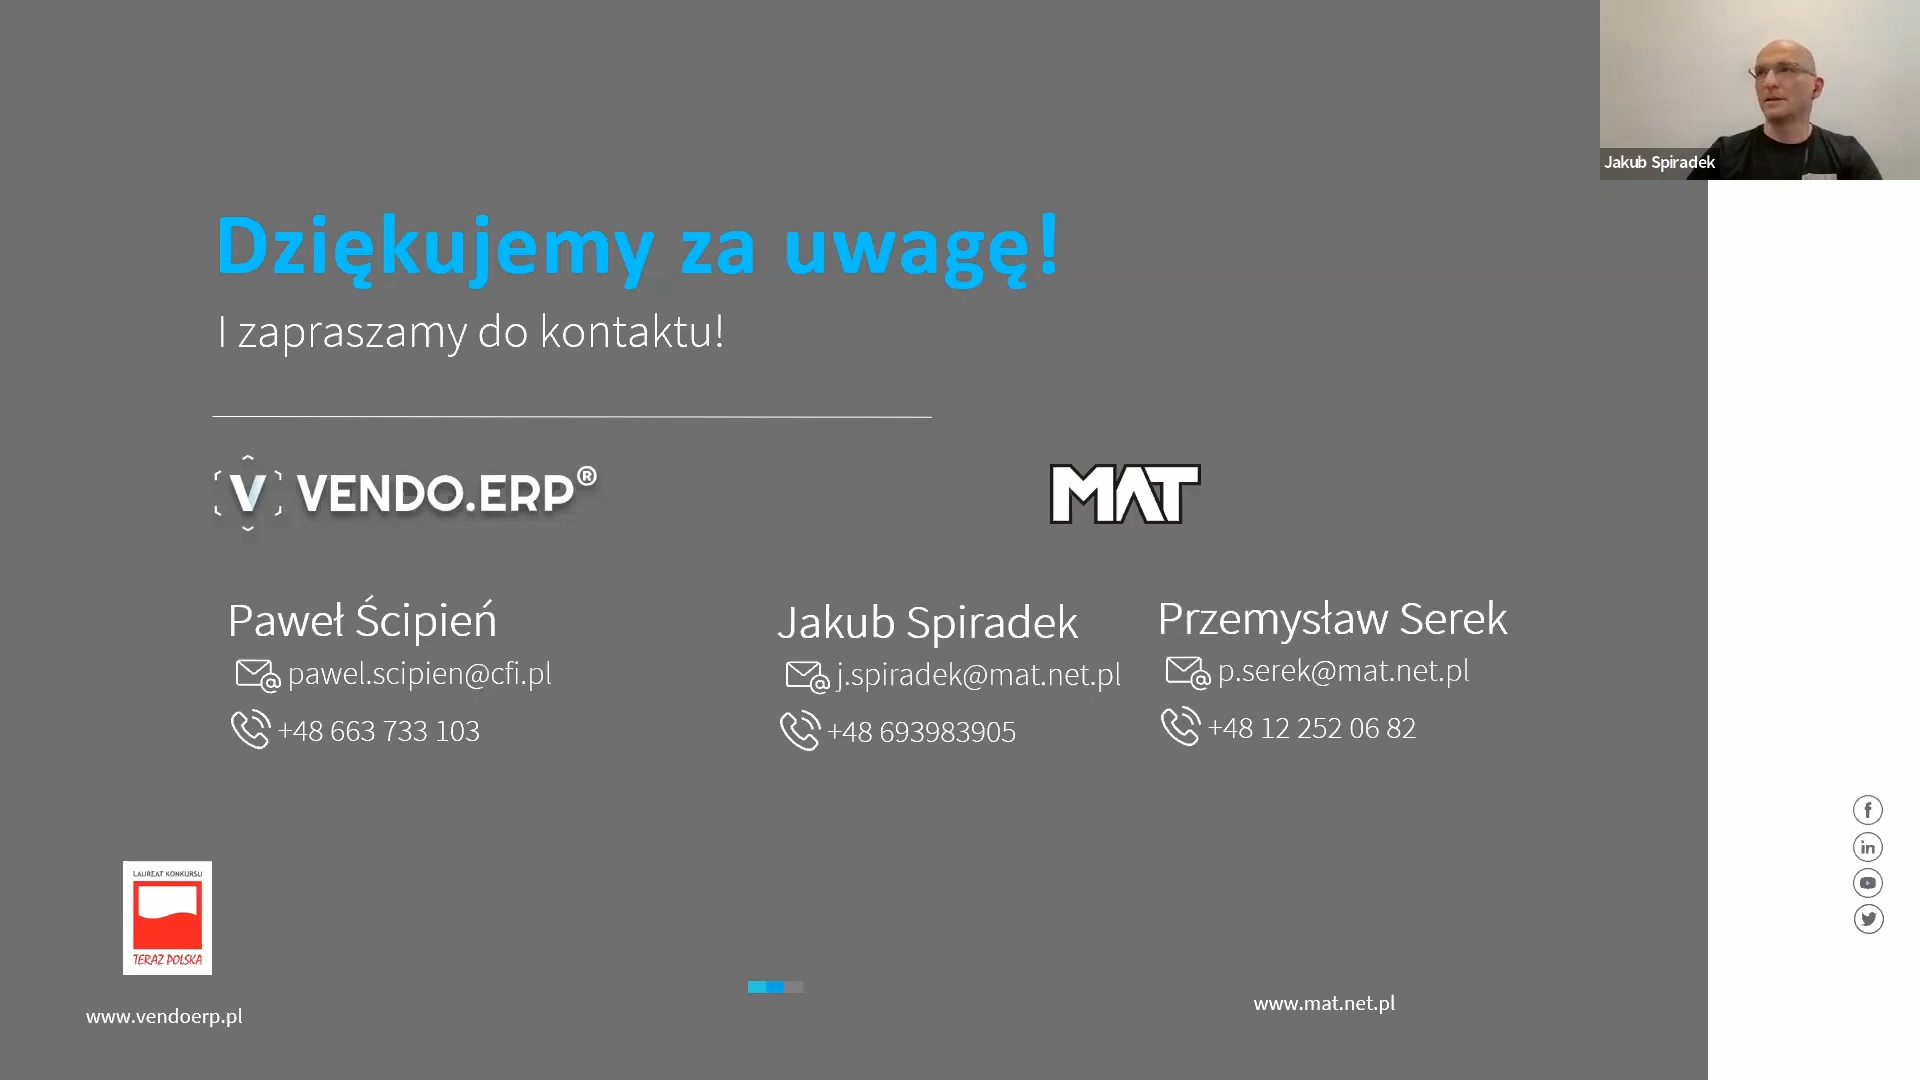 Jakub Spiradek
Dziękujemy za uwagę!
I zapraszamy do kontaktu!
V VENDO.ERP®
MAT
Paweł Ścipień
pawel.scipien@cfi.pl
+48 663 733 103
Jakub Spiradek
j.spiradek@mat.net.pl
+48 693983905
Przemysław Serek
p.serek@mat.net.pl
+48 12 252 06 82
LAUREAT KONKURSU
TERAZ POLSKA
www.vendoerp.pl
www.mat.net.pl